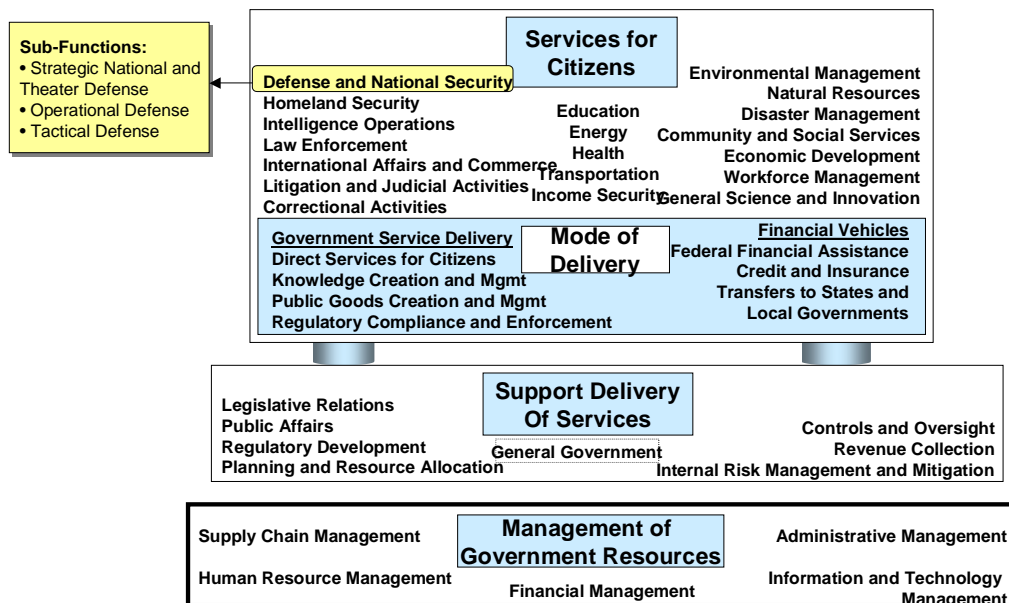 Sub-Functions:
• Strategic National and
Theater Defense
• Operational Defense
• Tactical Defense
Services for
Citizens
Defense and National Security
Homeland Security
Intelligence Operations
Law Enforcement
International Affairs and Commerce
Litigation and Judicial Activities
Correctional Activities
Education
Energy
Health
Transportation
Income Security
Environmental Management
Natural Resources
Disaster Management
Community and Social Services
Economic Development
Workforce Management
General Science and Innovation
Mode of
Delivery
Government Service Delivery
Direct Services for Citizens
Knowledge Creation and Mgmt
Public Goods Creation and Mgmt
Regulatory Compliance and Enforcement
Financial Vehicles
Federal Financial Assistance
Credit and Insurance
Transfers to States and
Local Governments
Support Delivery
Of Services
Legislative Relations
Public Affairs
Regulatory Development
Planning and Resource Allocation
General Government
Controls and Oversight
Revenue Collection
Internal Risk Management and Mitigation
Management of
Government Resources
Supply Chain Management
Human Resource Management
Financial Management
Administrative Management
Information and Technology
Management